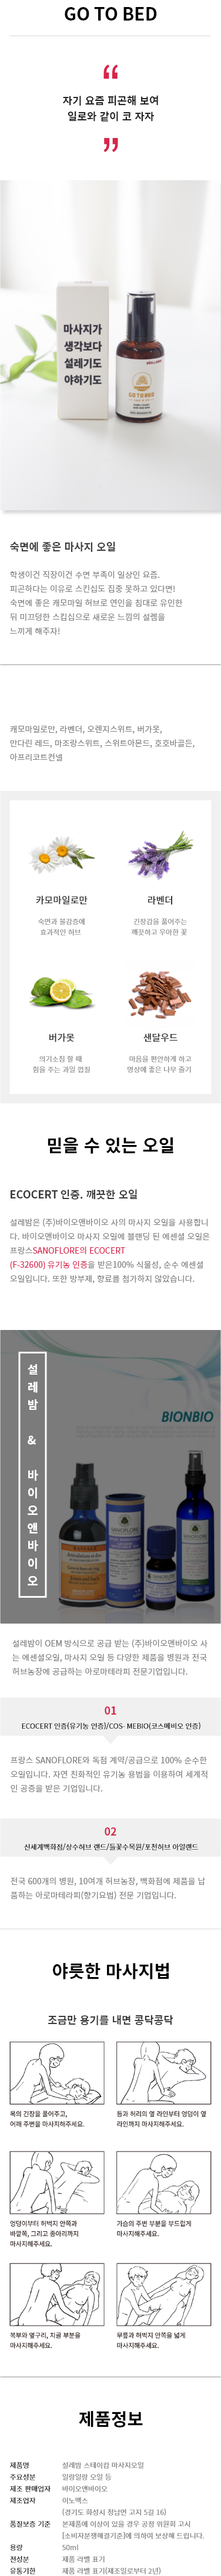 GO TO BED
“
자기 요즘 피곤해 보여
일로와 같이 코 자자
”
마사지가
생각보다
설레기도
야하기도
GO TO BED
숙면에 좋은 마사지 오일
학생이건 직장이건 수면 부족이 일상인 요즘.
피곤하다는 이유로 스킨십도 집중 못하고 있다면!
숙면에 좋은 캐모마일 허브로 연인을 침대로 유인한
뒤 미끄덩한 스킵십으로 새로운 느낌의 설렘을
느끼게 해주자!
캐모마일로만, 라벤더, 오렌지스위트, 버가못,
만다린 레드, 마조람스위트, 스위트아몬드, 호호바골든,
아프리코트컨넬
카모마일로만
라벤더
숙면과 불감증에
효과적인 허브
긴장감을 풀어주는
깨끗하고 우아한 꽃
버가못
샌달우드
의기소침 할 때
힘을 주는 과일 껍질
마음을 편안하게 하고
명상에 좋은 나무 줄기
믿을 수 있는 오일
ECOCERT 인증. 깨끗한 오일
설레밤은 (주)바이오앤바이오 사의 마사지 오일을 사용합니
다. 바이오앤바이오 마사지 오일에 블렌딩 된 에센셜 오일은
프랑스SANOFLORE의 ECOCERT
(F-32600) 유기농 인증을 받은100% 식물성, 순수 에센셜
오일입니다. 또한 방부제, 향료를 첨가하지 않았습니다.
설레밤 & 바이오앤바이오
BIONBIO
SANOFLORE
설레밤이 OEM 방식으로 공급 받는 (주)바이오앤바이오 사
는 에센셜오일, 마사지 오일 등 다양한 제품을 병원과 전국
허브농장에 공급하는 아로마테라피 전문기업입니다.
01
ECOCERT 인증(유기농 인증)/COS- MEBIO(코스메비오 인증)
프랑스 SANOFLORE와 독점 계약/공급으로 100% 순수한
오일입니다. 자연 친화적인 유기농 용법을 이용하여 세계적
인 공증을 받은 기업입니다.
02
신세계백화점/상수허브 랜드/들꽃수목원/포천허브 아일랜드
전국 600개의 병원, 10여개 허브농장, 백화점에 제품을 납
품하는 아로마테라피(향기요법) 전문 기업입니다.
야릇한 마사지법
조금만 용기를 내면 콩닥콩닥
목의 긴장을 풀어주고,
어깨 주변을 마사지하주세요.
등과 허리의 옆 라인부터 엉덩이 옆
라인까지 마사지해주세요.
엉덩이부터 허벅지 안쪽과
바깥쪽, 그리고 종아리까지
마사지해주세요.
가슴의 주변 부분을 부드럽게
마사지해주세요.
복부와 옆구리, 치골 부분을
마사지해주세요.
무릎과 허벅지 안쪽을 넓게
마사지해주세요.
제품정보
제품명 설레밤 스테이캄 마사지오일
주요성분 알랑알랑 오일 등
제조 판매업자 바이오앤바이오
제조업자 이노팩스
(경기도 화성시 정남면 고지 5길 16)
품질보증 기준 본제품에 이상이 있을 경우 공정 위원회 고시
[소비자분쟁해결기준]에 의하여 보상해 드립니다.
용량 50ml
전성분 제품 라벨 표기
유통기한 제품 라벨 표기(제조일로부터 2년)